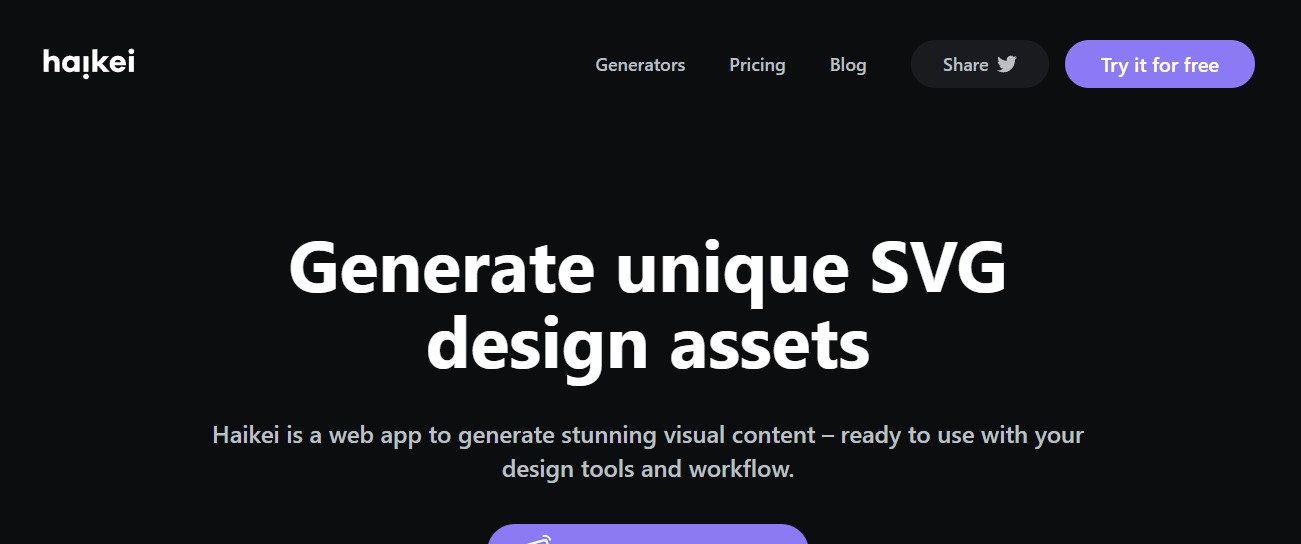 haikei
Generators
Pricing
Blog
Share
Try it for free
Generate unique SVG
design assets
Haikei is a web app to generate stunning visual content – ready to use with your
design tools and workflow.